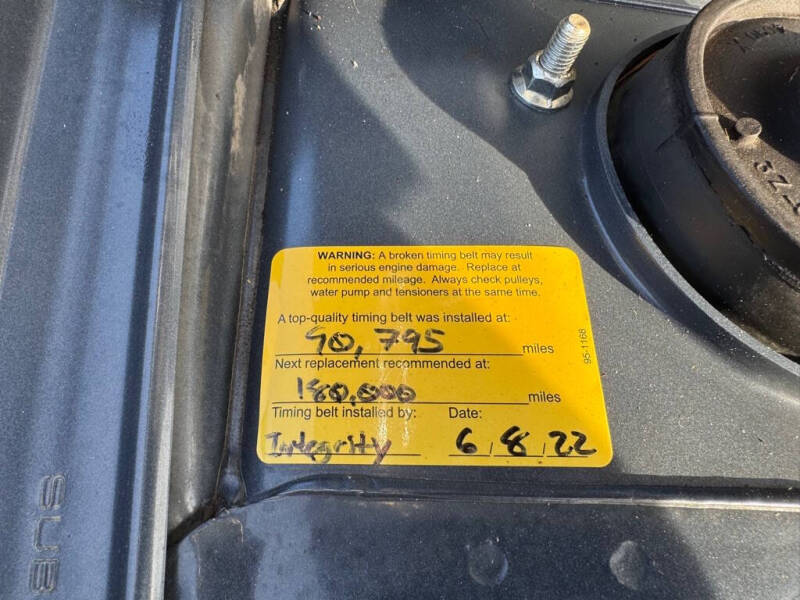 WARNING: A broken timing belt may result
in serious engine damage. Replace at
recommended mileage. Always check pulleys,
water pump and tensioners at the same time.
A top-quality timing belt was installed at:
90,795 miles
Next replacement recommended at:
180,000 miles
Timing belt installed by: Date:
Integrity 6/8/22
95-1168
SUB